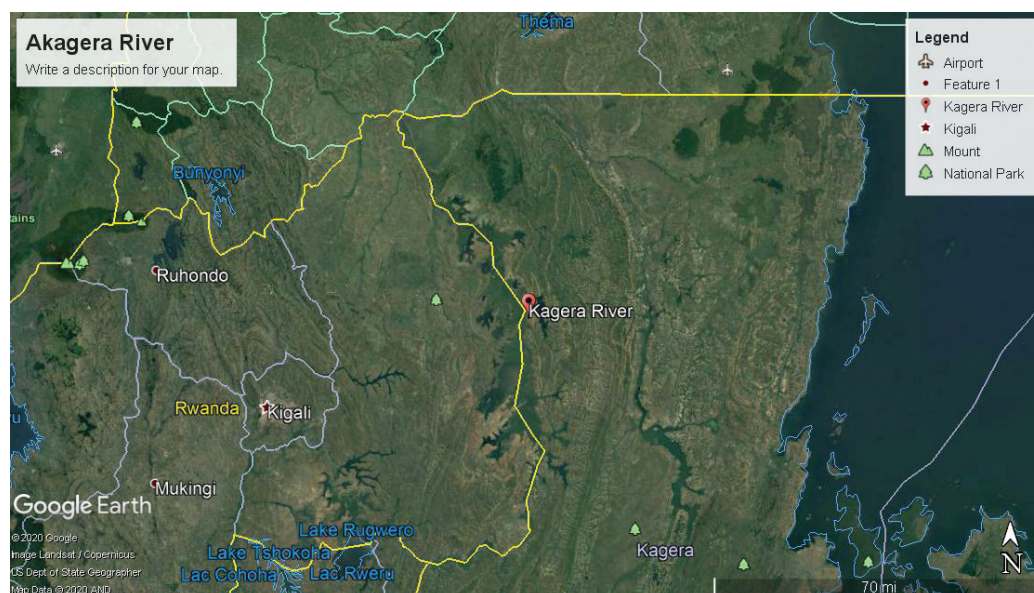 Akagera River
Write a description for your map.
Legend
Airport
Feature 1
Kagera River
Kigali
Mount
National Park
Thema
Bunyonyi
tains
Ruhondo
Kagera River
Rwanda
Kigali
Mukingi
Google Earth
Lake Rugwero
Lake Tshokoha
Lac Cohoha
Lac Rweru
Kagera
© 2020 Google
Image Landsat / Copernicus
US Dept of State Geographer
Map Data © 2020 AND
70 mi
N